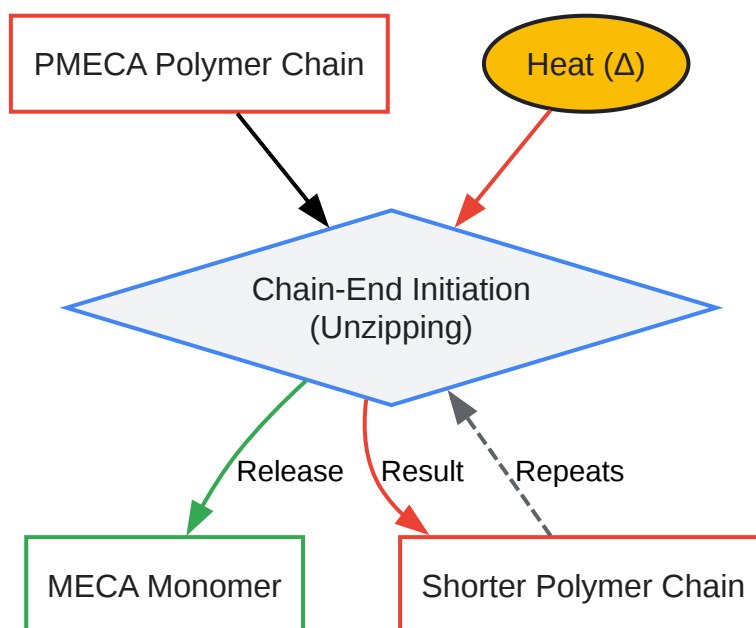 PMECA Polymer Chain
Heat (Δ)
Chain-End Initiation
(Unzipping)
Release
Result
Repeats
MECA Monomer
Shorter Polymer Chain